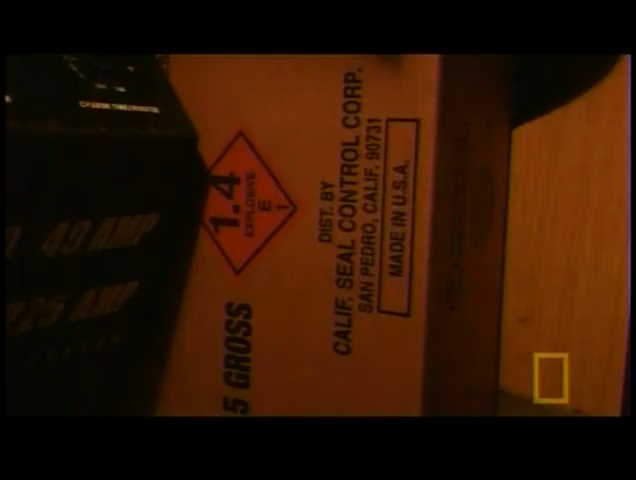 1.4
EXPLOSIVE
E
1
DIST. BY
CALIF. SEAL CONTROL CORP.
SAN PEDRO, CALIF. 90731
MADE IN U.S.A.
5 GROSS
40 AMP
225 AMP